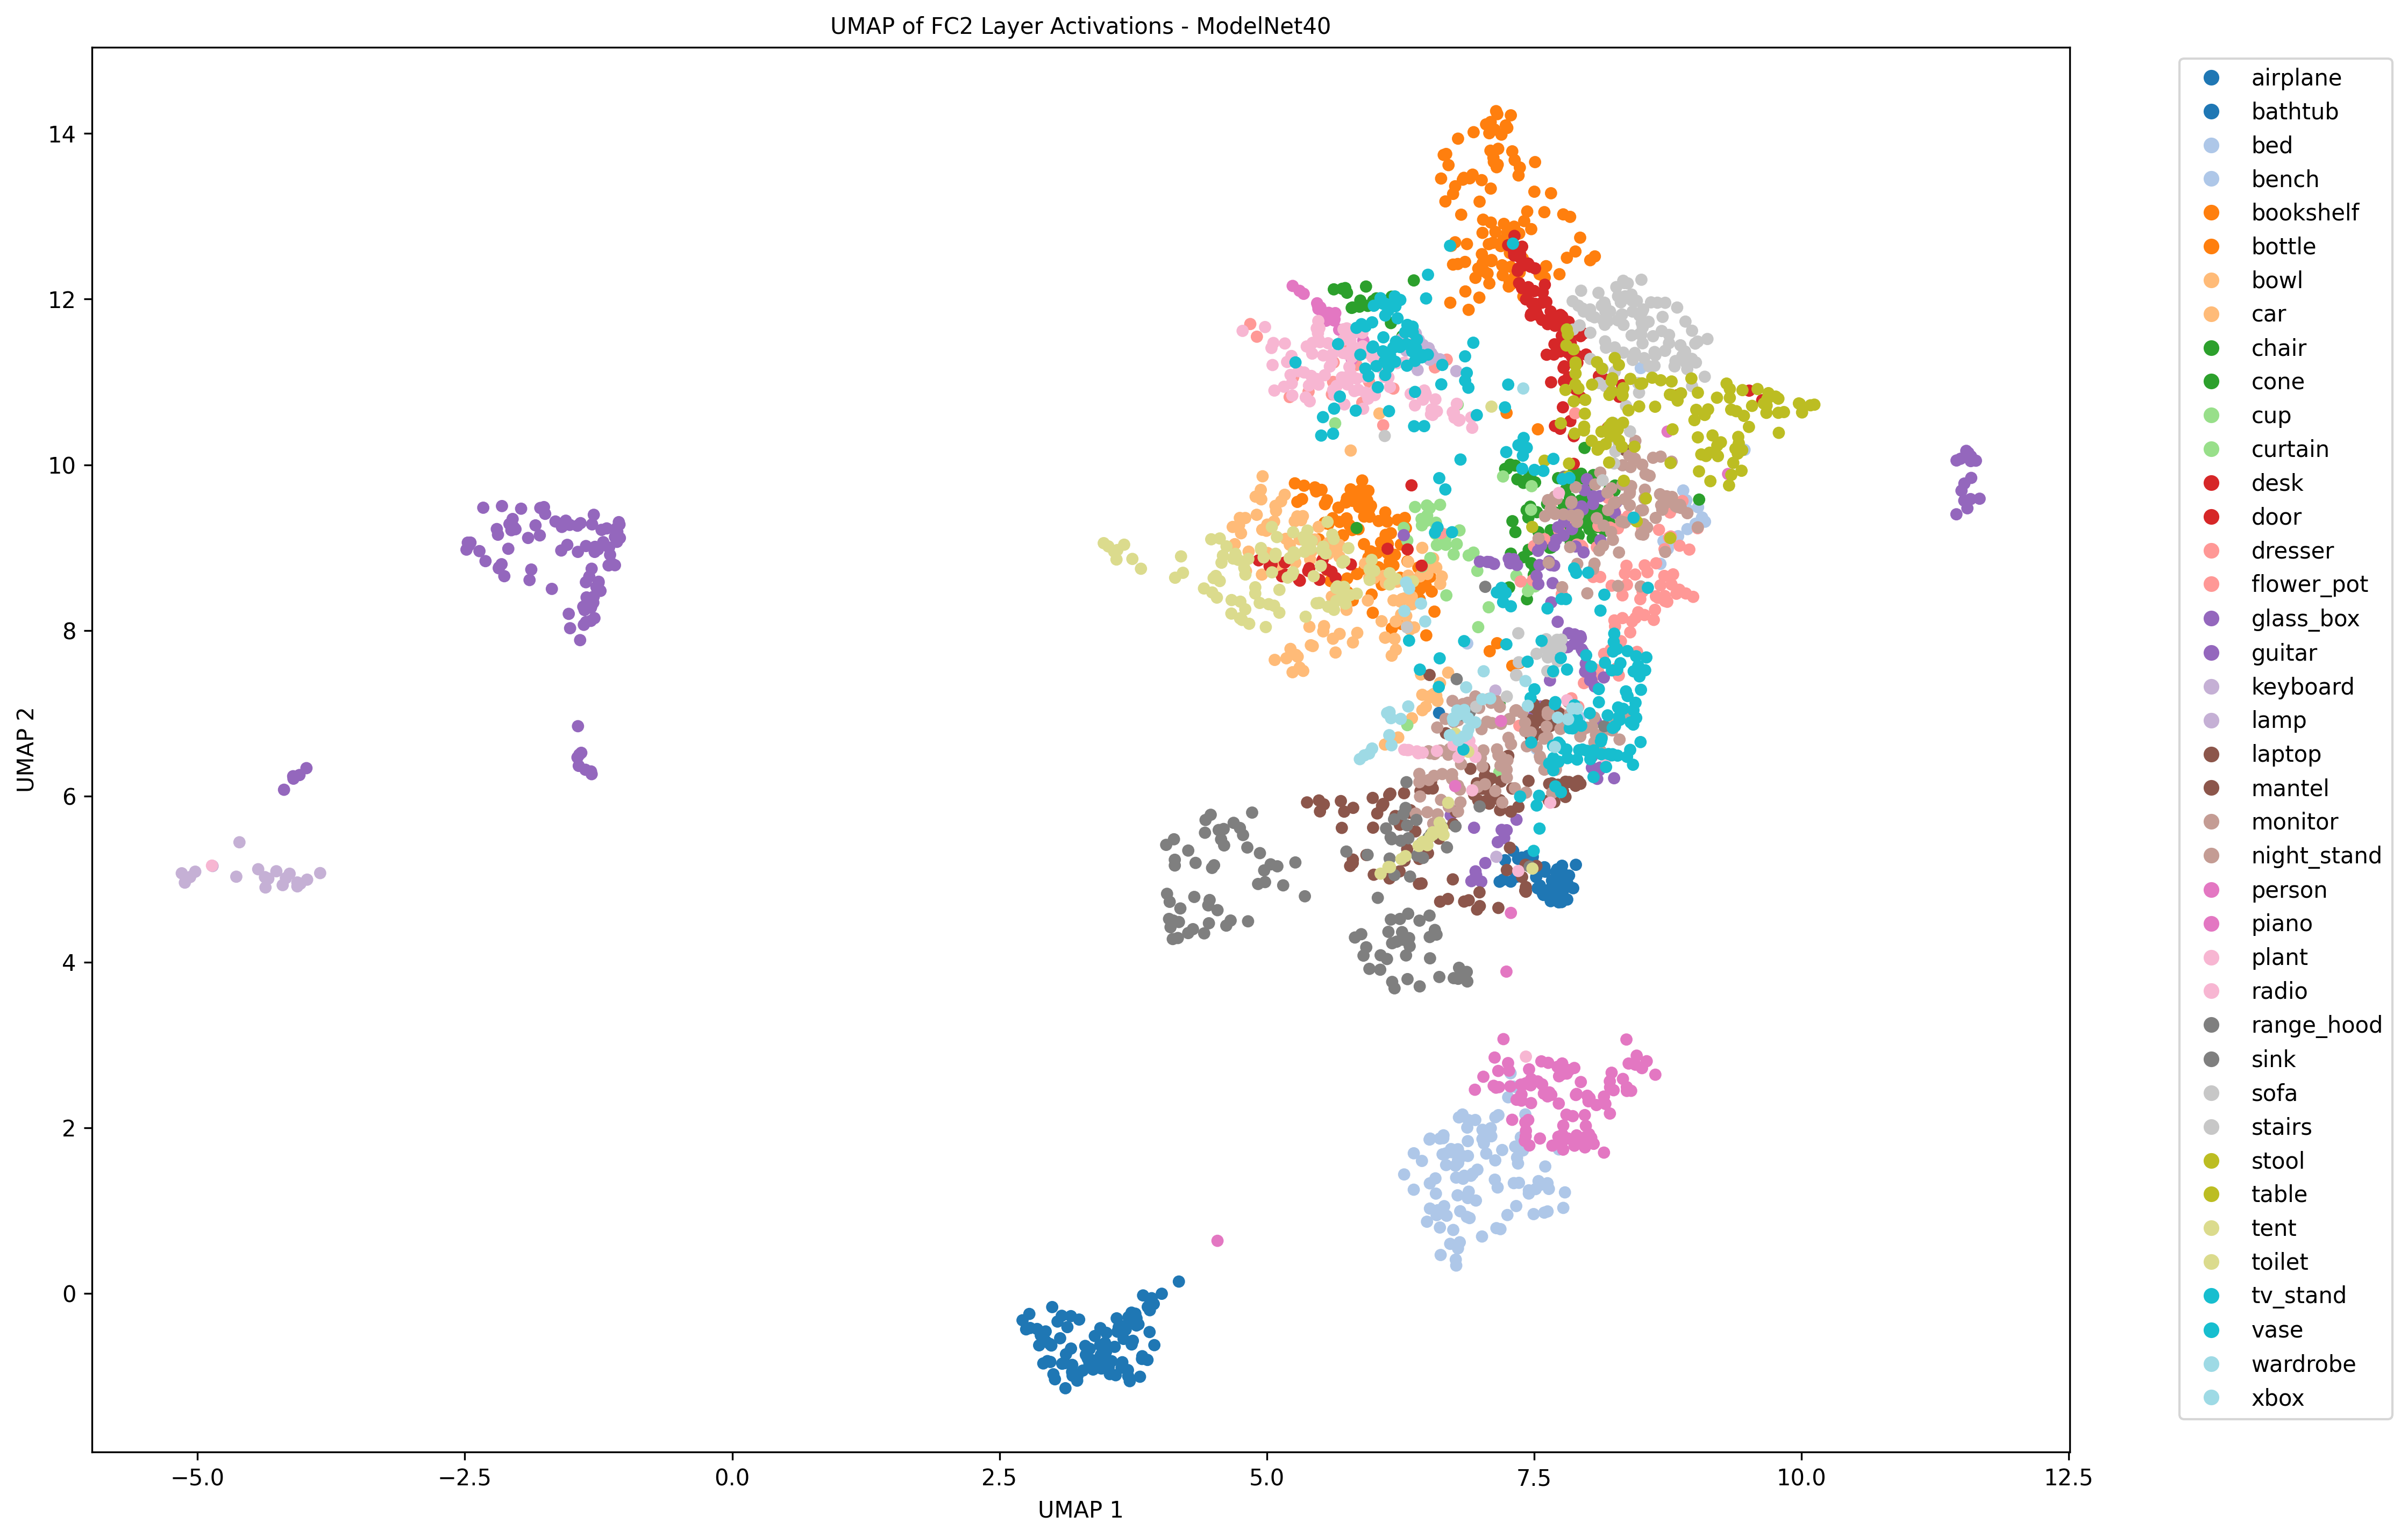 UMAP of FC2 Layer Activations - ModelNet40
14
12
10
8
6
4
2
0
UMAP 2
−5.0 −2.5 0.0 2.5 5.0 7.5 10.0 12.5
UMAP 1
airplane
bathtub
bed
bench
bookshelf
bottle
bowl
car
chair
cone
cup
curtain
desk
door
dresser
flower_pot
glass_box
guitar
keyboard
lamp
laptop
mantel
monitor
night_stand
person
piano
plant
radio
range_hood
sink
sofa
stairs
stool
table
tent
toilet
tv_stand
vase
wardrobe
xbox